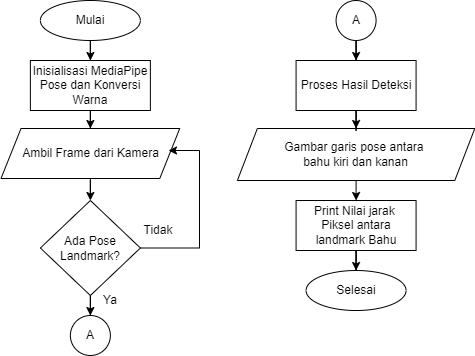 Mulai
Inisialisasi MediaPipe
Pose dan Konversi
Warna
Ambil Frame dari Kamera
Tidak
Ada Pose
Landmark?
Ya
A
A
Proses Hasil Deteksi
Gambar garis pose antara
bahu kiri dan kanan
Print Nilai jarak
Piksel antara
landmark Bahu
Selesai